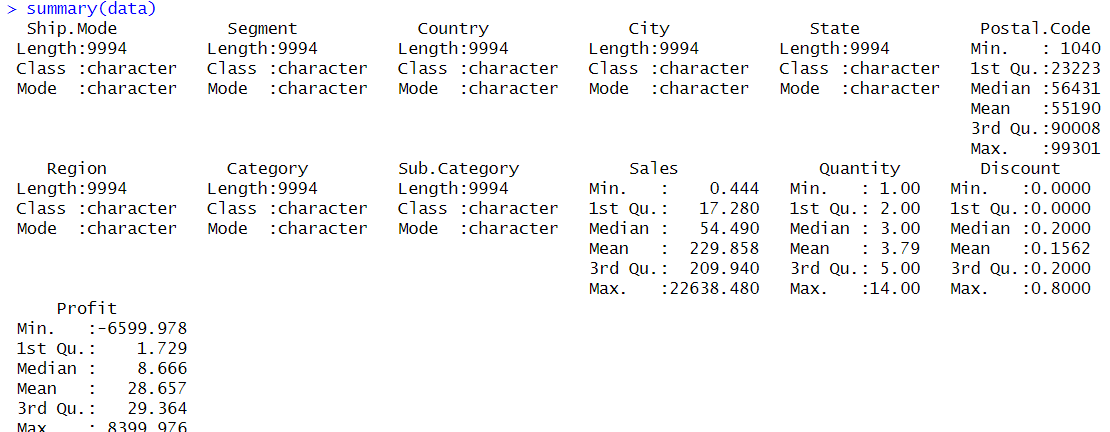 > summary(data)
  Ship.Mode           Segment            Country              City              State            Postal.Code
 Length:9994        Length:9994        Length:9994        Length:9994        Length:9994        Min.   : 1040
 Class :character   Class :character   Class :character   Class :character   Class :character   1st Qu.:23223
 Mode  :character   Mode  :character   Mode  :character   Mode  :character   Mode  :character   Median :56431
                                                                                                Mean   :55190
                                                                                                3rd Qu.:90008
                                                                                                Max.   :99301
    Region            Category         Sub.Category           Sales              Quantity        Discount
 Length:9994        Length:9994        Length:9994        Min.   :    0.444   Min.   : 1.00   Min.   :0.0000
 Class :character   Class :character   Class :character   1st Qu.:   17.280   1st Qu.: 2.00   1st Qu.:0.0000
 Mode  :character   Mode  :character   Mode  :character   Median :   54.490   Median : 3.00   Median :0.2000
                                                          Mean   :  229.858   Mean   : 3.79   Mean   :0.1562
                                                          3rd Qu.:  209.940   3rd Qu.: 5.00   3rd Qu.:0.2000
                                                          Max.   :22638.480   Max.   :14.00   Max.   :0.8000
     Profit
 Min.   :-6599.978
 1st Qu.:    1.729
 Median :    8.666
 Mean   :   28.657
 3rd Qu.:   29.364
 Max.   : 8399.976